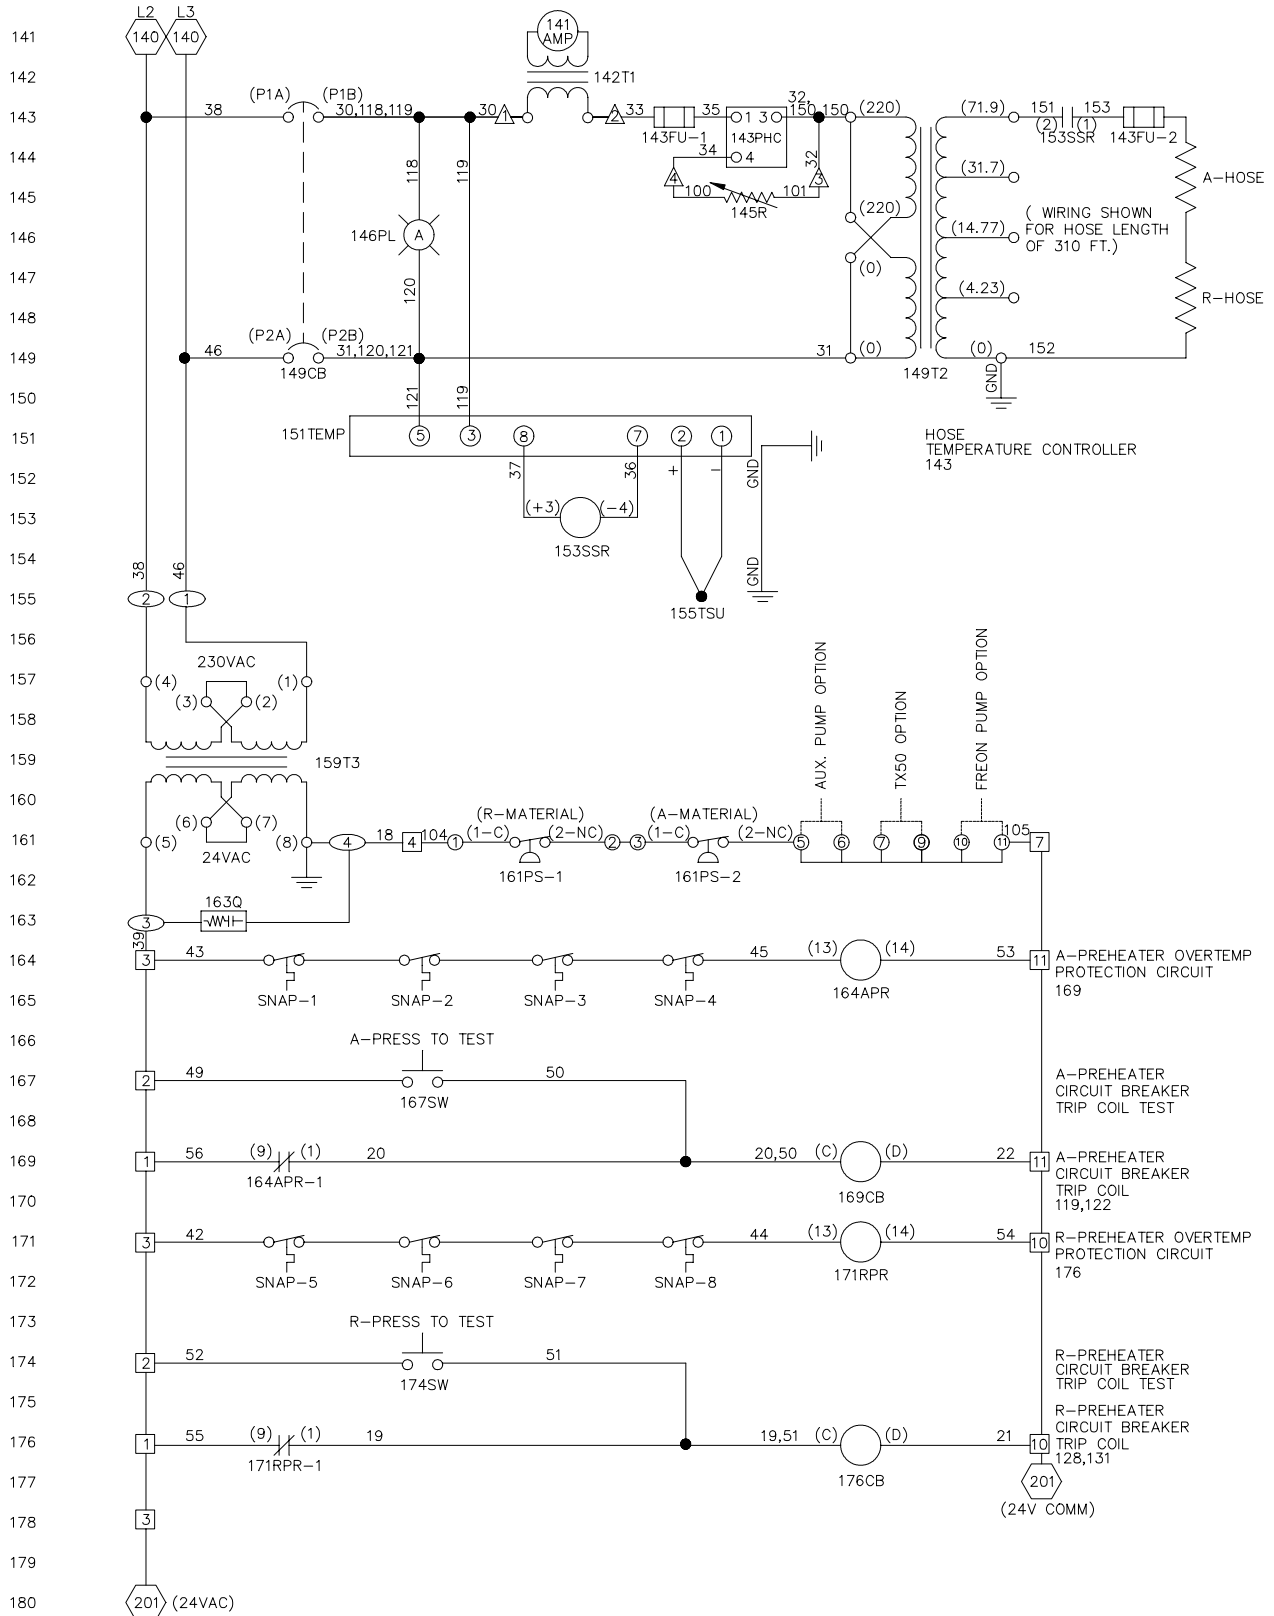 L2 L3
141 140 140 141
AMP
142 142T1
(P1A) (P1B) 32,
143 38 30,118,119 30 1 2 33 35 1 3 150 150 (220) (71.9) 151 153
143FU-1 143PHC (2) (1) 143FU-2
153SSR
144 118 119 34 4 32
4 3 (31.7) A-HOSE
145 100 101
145R (220) ( WIRING SHOWN
146 146PL A (14.77) FOR HOSE LENGTH
OF 310 FT.)
147 120 (0)
(4.23) R-HOSE
148
(P2A) (P2B)
149 46 31,120,121 31 (0) (0) 152
149CB 149T2
150 121 119 GND
151 151TEMP 5 3 8 7 2 1 HOSE
TEMPERATURE CONTROLLER
143
152 37 36 + - GND
153 (+3) (-4)
153SSR
154 38 46 GND
155 2 1
155TSU
156
230VAC
157 (4) (1)
(3) (2)
158
AUX. PUMP OPTION
TX50 OPTION
FREON PUMP OPTION
159 159T3
160
(6) (7) (R-MATERIAL) (A-MATERIAL)
161 (5) (8) 4 18 4 104 1 (1-C) (2-NC) 2 3 (1-C) (2-NC) 5 6 7 9 10 11 105 7
24VAC
162 161PS-1 161PS-2
163Q
163 3
39
164 3 43 45 (13) (14) 53 11 A-PREHEATER OVERTEMP
PROTECTION CIRCUIT
169
165 SNAP-1 SNAP-2 SNAP-3 SNAP-4 164APR
166 A-PRESS TO TEST
167 2 49 50 A-PREHEATER
CIRCUIT BREAKER
TRIP COIL TEST
167SW
168
169 1 56 (9) (1) 20 20,50 (C) (D) 22 11 A-PREHEATER
CIRCUIT BREAKER
TRIP COIL
119,122
164APR-1 169CB
170
171 3 42 44 (13) (14) 54 10 R-PREHEATER OVERTEMP
PROTECTION CIRCUIT
176
172 SNAP-5 SNAP-6 SNAP-7 SNAP-8 171RPR
173 R-PRESS TO TEST
174 2 52 51 R-PREHEATER
CIRCUIT BREAKER
TRIP COIL TEST
174SW
175
176 1 55 (9) (1) 19 19,51 (C) (D) 21 10 R-PREHEATER
CIRCUIT BREAKER
TRIP COIL
128,131
171RPR-1 176CB
177 201
(24V COMM)
178 3
179
180 201 (24VAC)